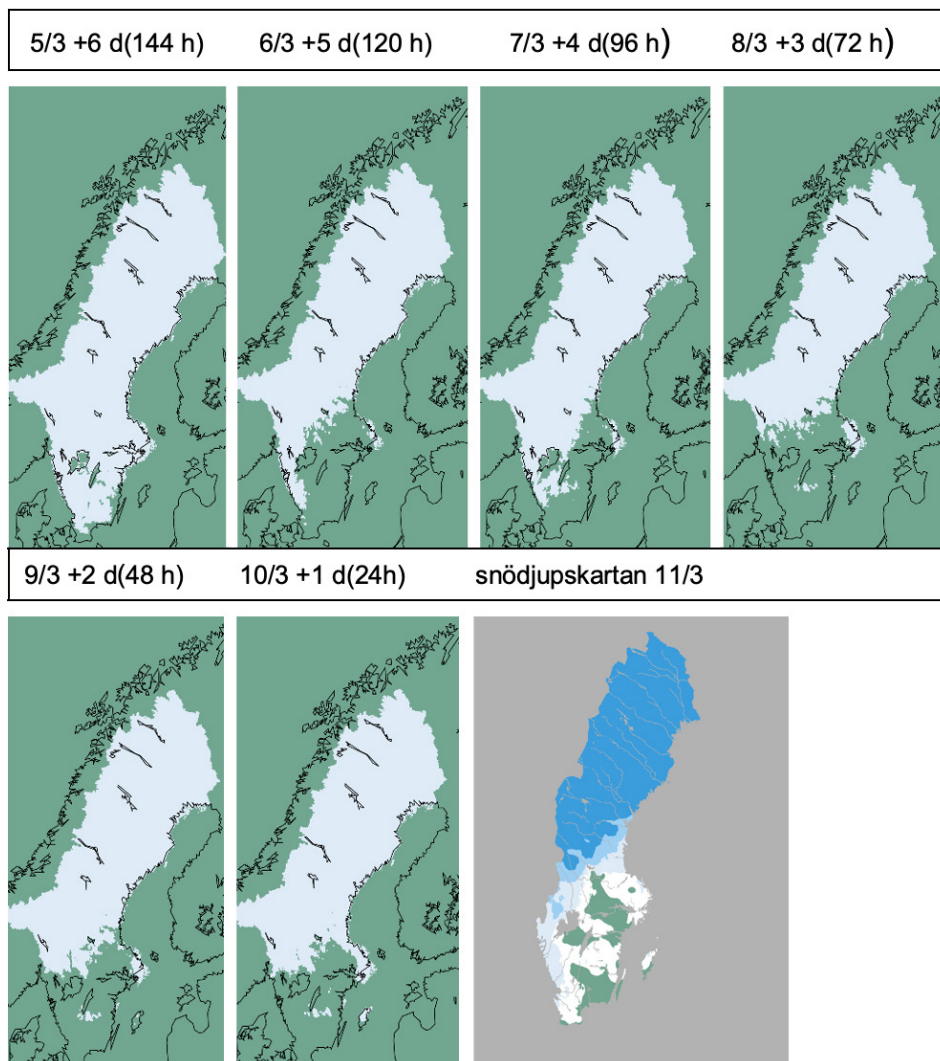 5/3 +6 d(144 h) 6/3 +5 d(120 h) 7/3 +4 d(96 h) 8/3 +3 d(72 h)
9/3 +2 d(48 h) 10/3 +1 d(24h) snödjupskartan 11/3